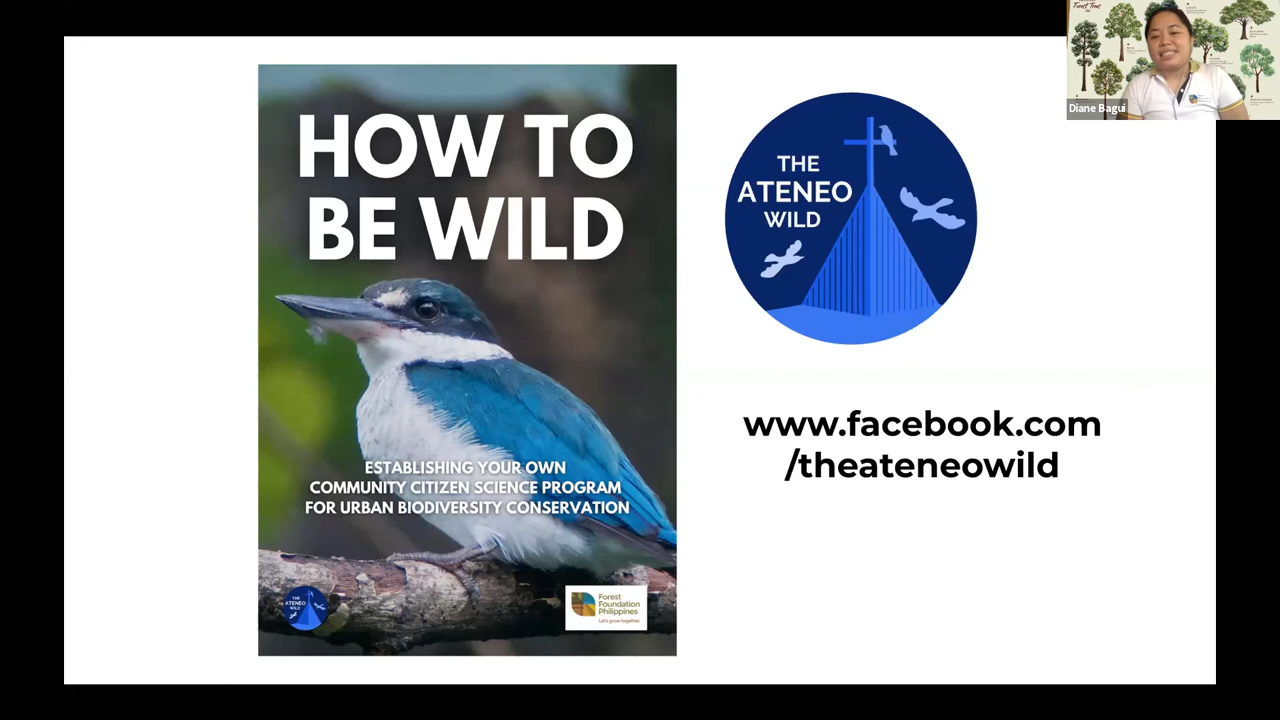 HOW TO
BE WILD
ESTABLISHING YOUR OWN
COMMUNITY CITIZEN SCIENCE PROGRAM
FOR URBAN BIODIVERSITY CONSERVATION
THE
ATENEO
WILD
Forest
Foundation
Philippines
Let's grow together.
THE
ATENEO
WILD
www.facebook.com
/theateneowild
Diane Bagui